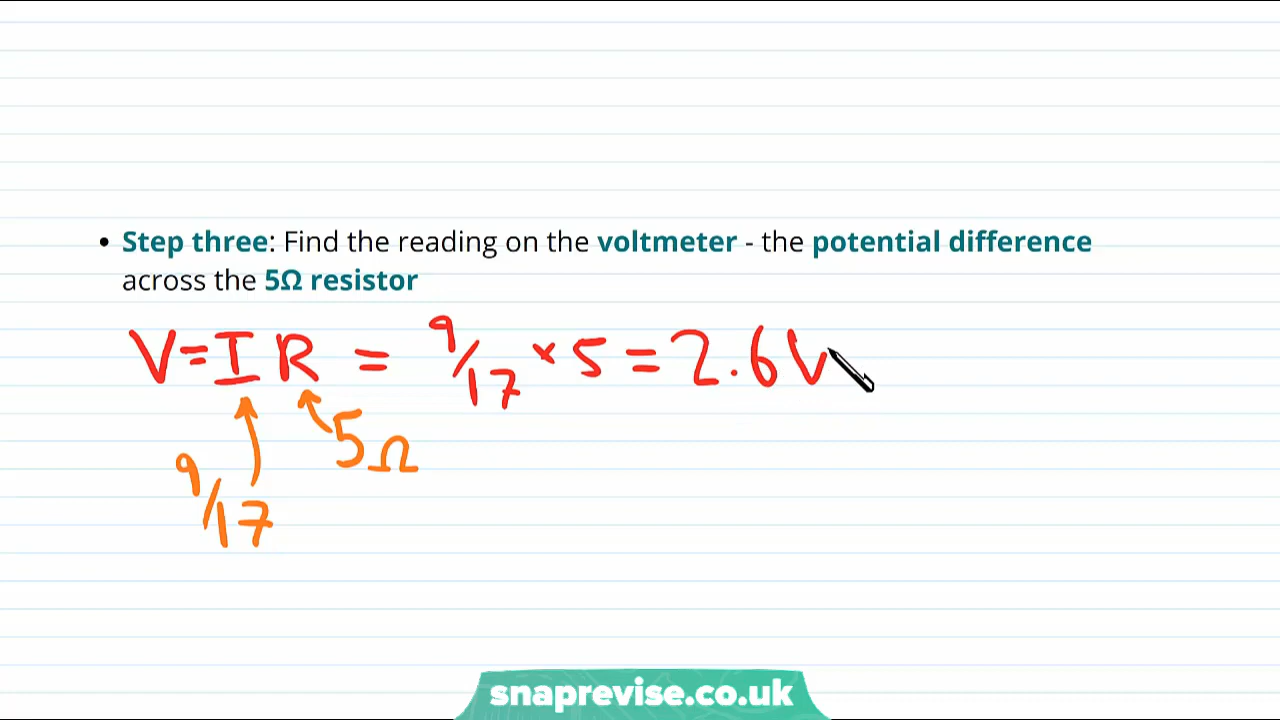 • Step three: Find the reading on the voltmeter - the potential difference
across the 5Ω resistor
V=IR = 9/17 × 5 = 2.6V
5Ω
9/17
snaprevise.co.uk